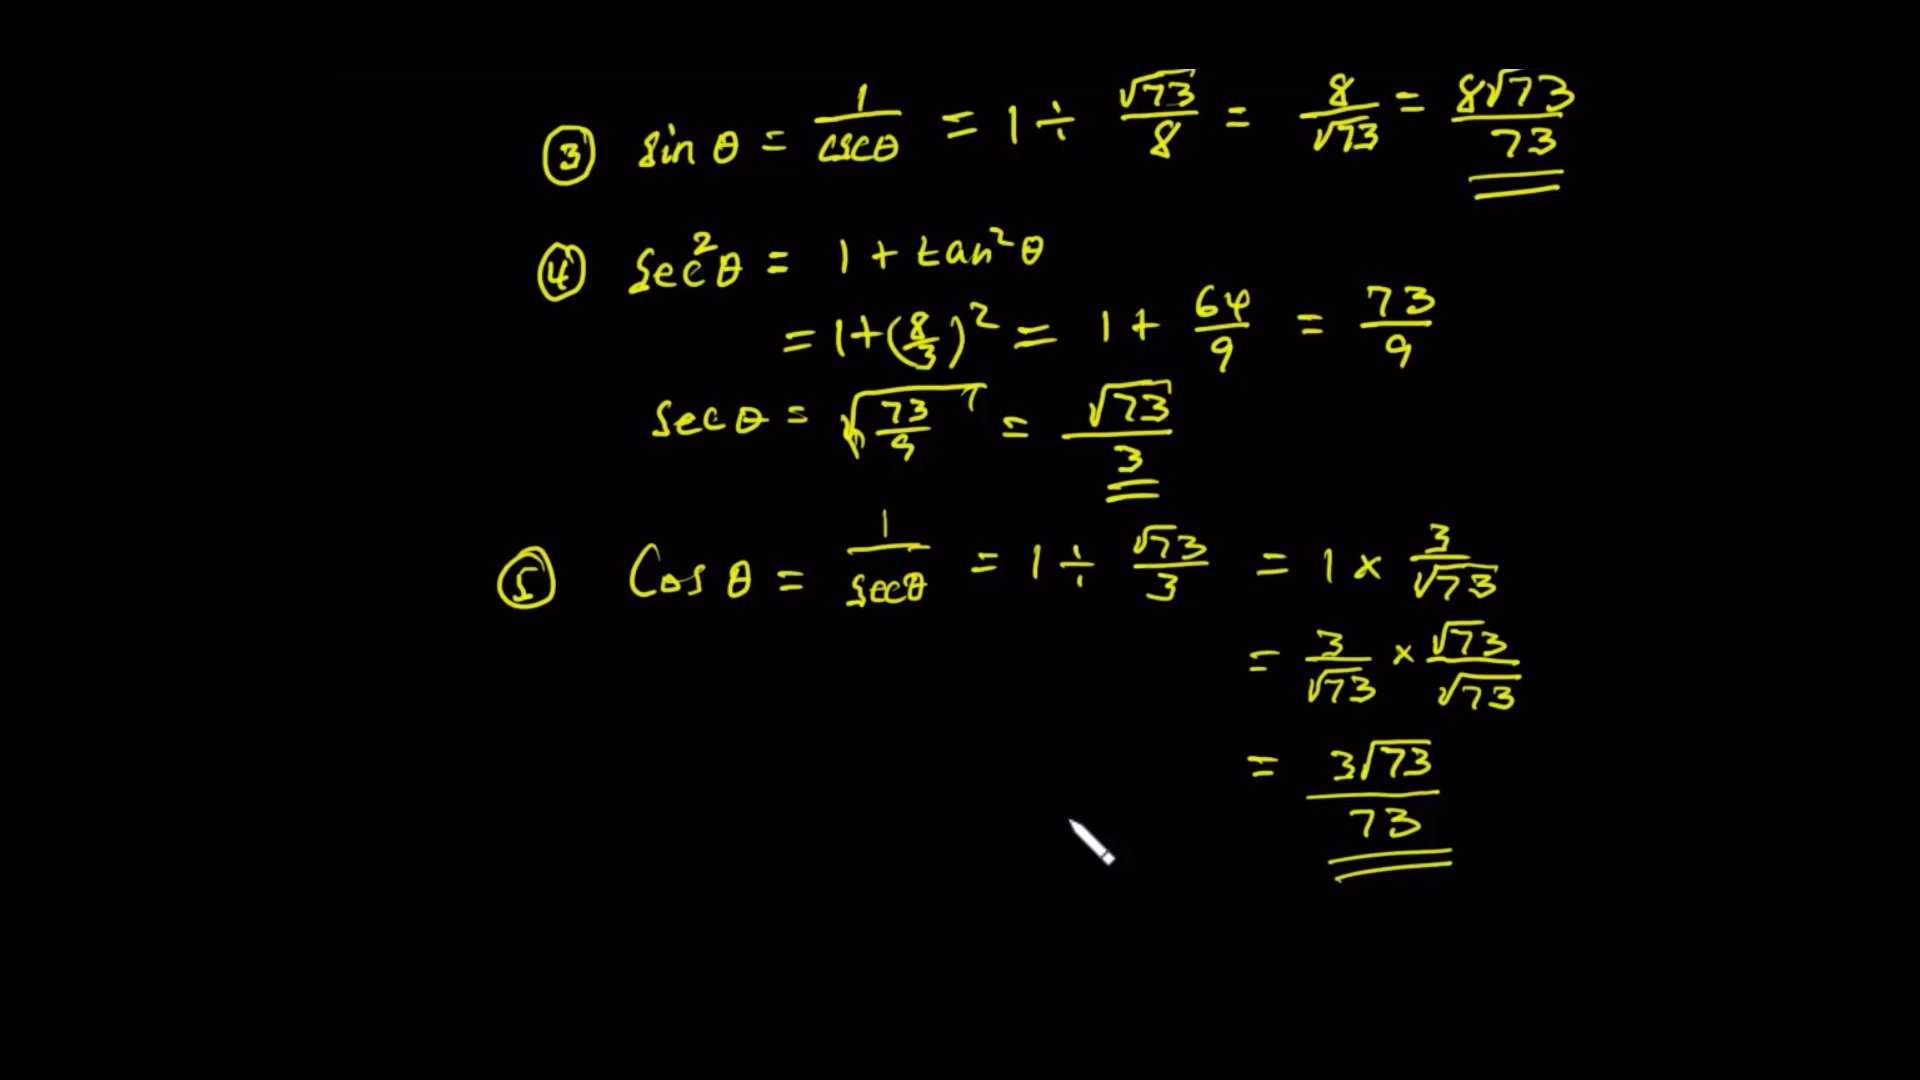 ③ sin θ = 1/cscθ = 1 ÷ √73/8 = 8/√73 = 8√73/73
④ sec²θ = 1 + tan²θ
= 1+(8/3)² = 1 + 64/9 = 73/9
sec θ = √(73/9) = √73/3
⑤ Cos θ = 1/secθ = 1 ÷ √73/3 = 1 × 3/√73
= 3/√73 × √73/√73
= 3√73/73